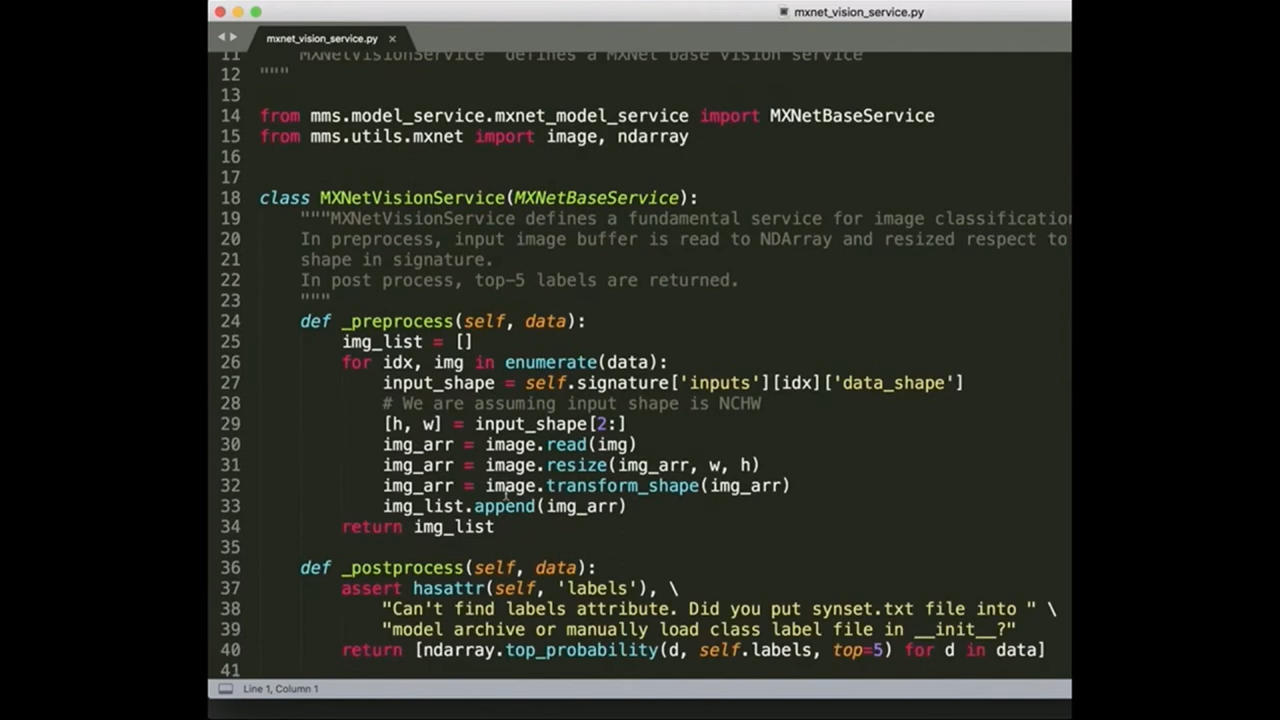 mxnet_vision_service.py
mxnet_vision_service.py ×
11 MXNetVisionService defines a MXNet base vision service
12 """
13
14 from mms.model_service.mxnet_model_service import MXNetBaseService
15 from mms.utils.mxnet import image, ndarray
16
17
18 class MXNetVisionService(MXNetBaseService):
19 """MXNetVisionService defines a fundamental service for image classification
20 In preprocess, input image buffer is read to NDArray and resized respect to
21 shape in signature.
22 In post process, top-5 labels are returned.
23 """
24 def _preprocess(self, data):
25 img_list = []
26 for idx, img in enumerate(data):
27 input_shape = self.signature['inputs'][idx]['data_shape']
28 # We are assuming input shape is NCHW
29 [h, w] = input_shape[2:]
30 img_arr = image.read(img)
31 img_arr = image.resize(img_arr, w, h)
32 img_arr = image.transform_shape(img_arr)
33 img_list.append(img_arr)
34 return img_list
35
36 def _postprocess(self, data):
37 assert hasattr(self, 'labels'), \
38 "Can't find labels attribute. Did you put synset.txt file into " \
39 "model archive or manually load class label file in __init__?"
40 return [ndarray.top_probability(d, self.labels, top=5) for d in data]
41
Line 1, Column 1